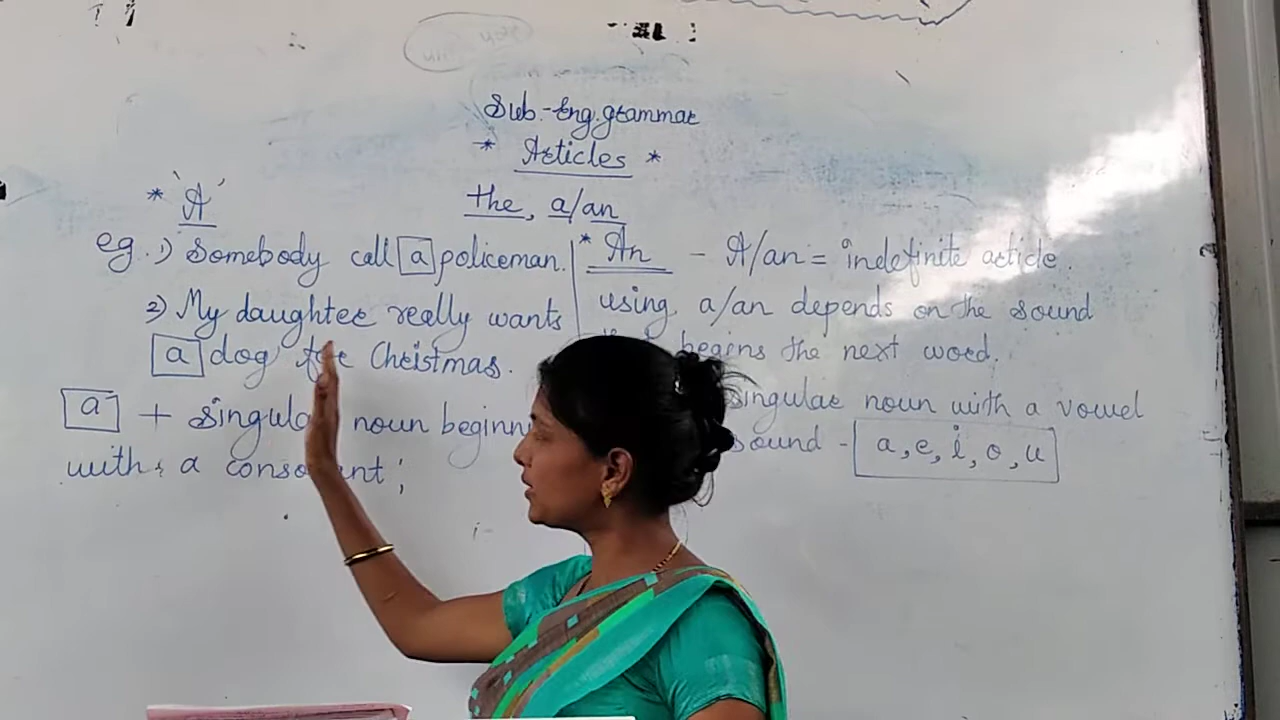 Sub.-Eng.grammar
* Articles *
the, a/an
* 'A'
eg. 1) Somebody call a policeman.
2) My daughter really wants
a dog for Christmas.
a + singular noun beginni
with a consonant;
* An - A/an = indefinite article.
using a/an depends on the sound
begins the next word.
singular noun with a vowel
sound - a, e, i, o, u